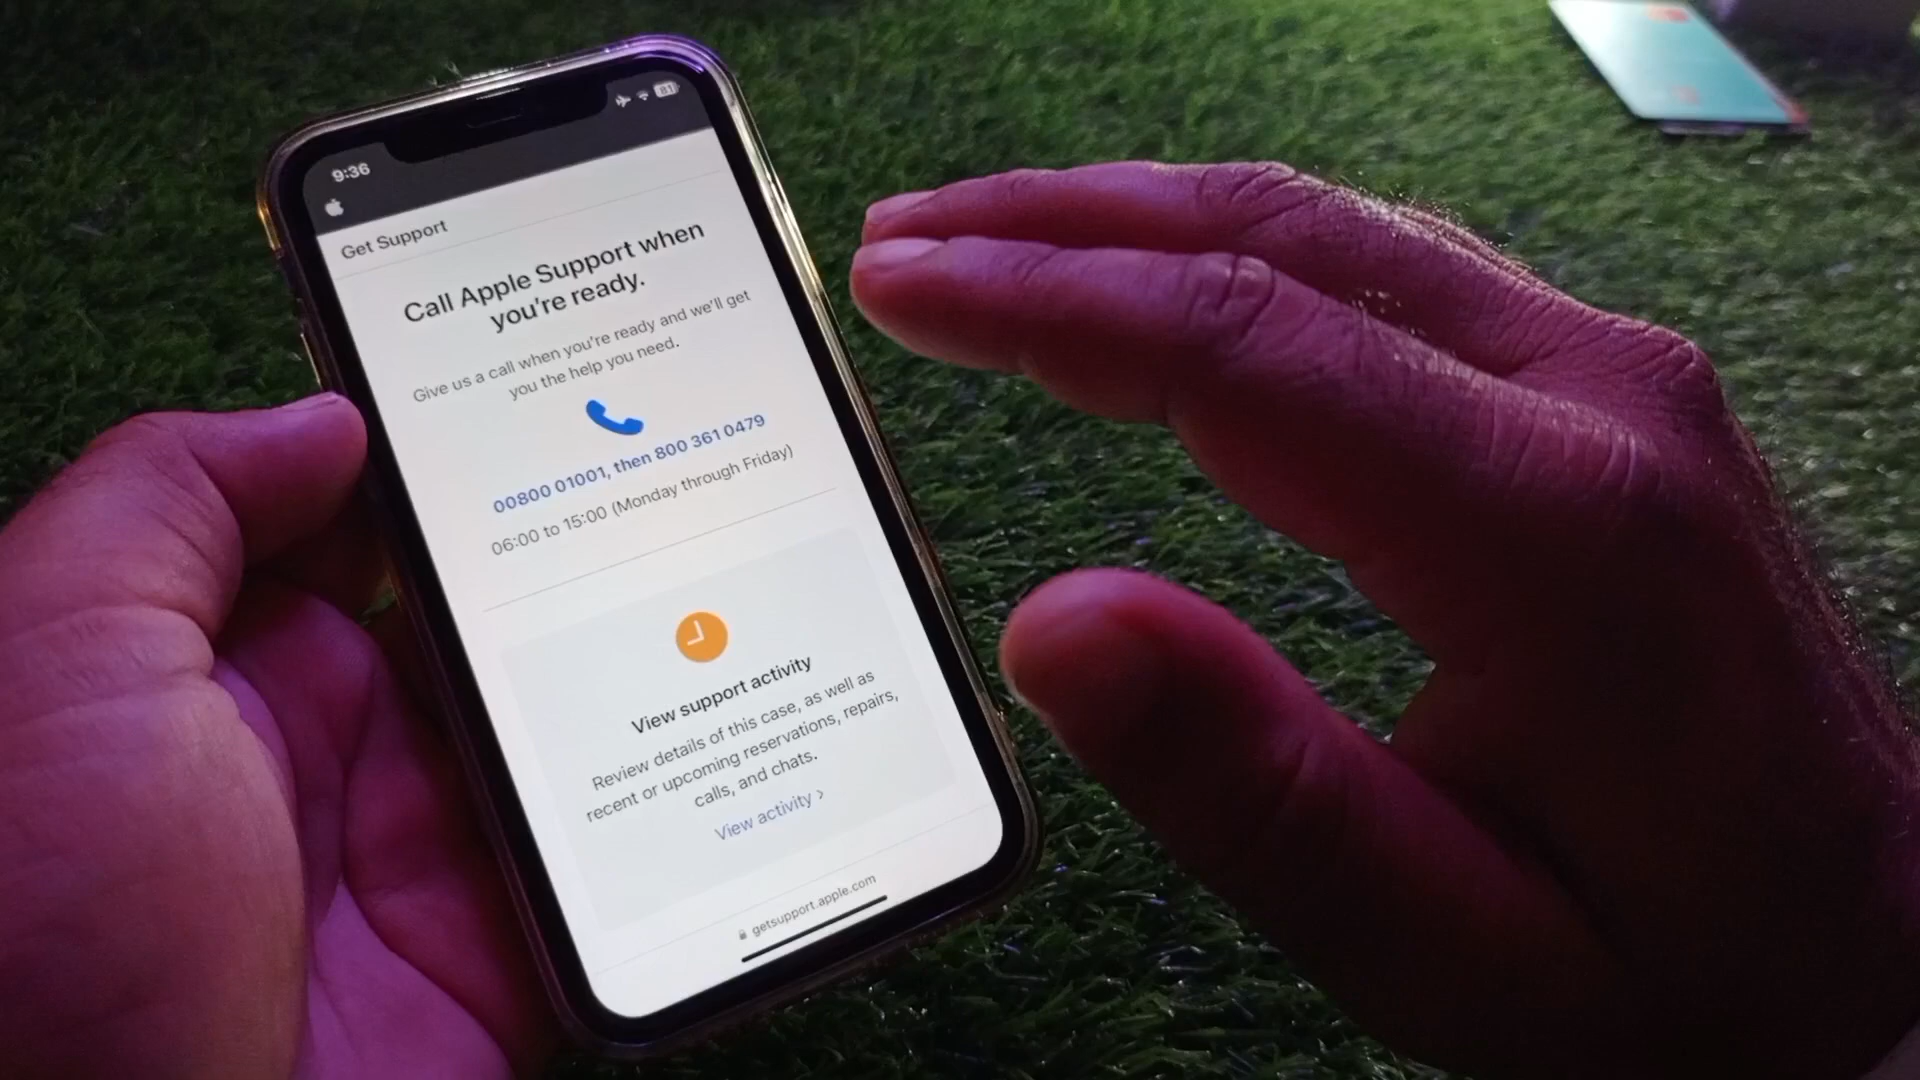 9:36
81
Get Support
Call Apple Support when
you're ready.
Give us a call when you're ready and we'll get
you the help you need.
00800 01001, then 800 361 0479
06:00 to 15:00 (Monday through Friday)
View support activity
Review details of this case, as well as
recent or upcoming reservations, repairs,
calls, and chats.
View activity ›
getsupport.apple.com